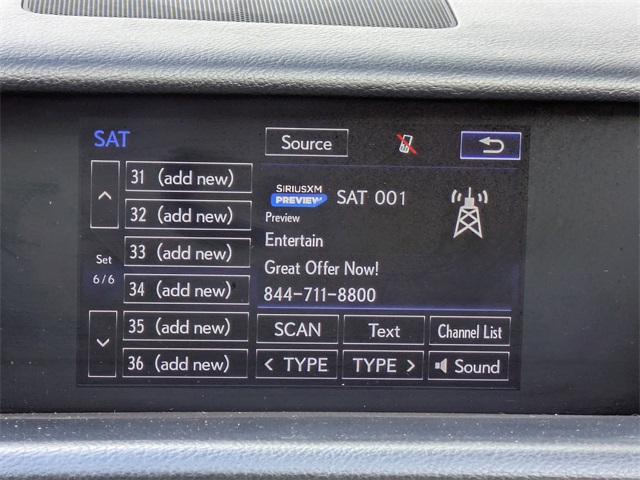 SAT
Source
31 (add new)
32 (add new)
33 (add new)
34 (add new)
35 (add new)
36 (add new)
Set
6/6
SIRIUSXM
PREVIEW
SAT 001
Preview
Entertain
Great Offer Now!
844-711-8800
SCAN
Text
Channel List
< TYPE
TYPE >
Sound